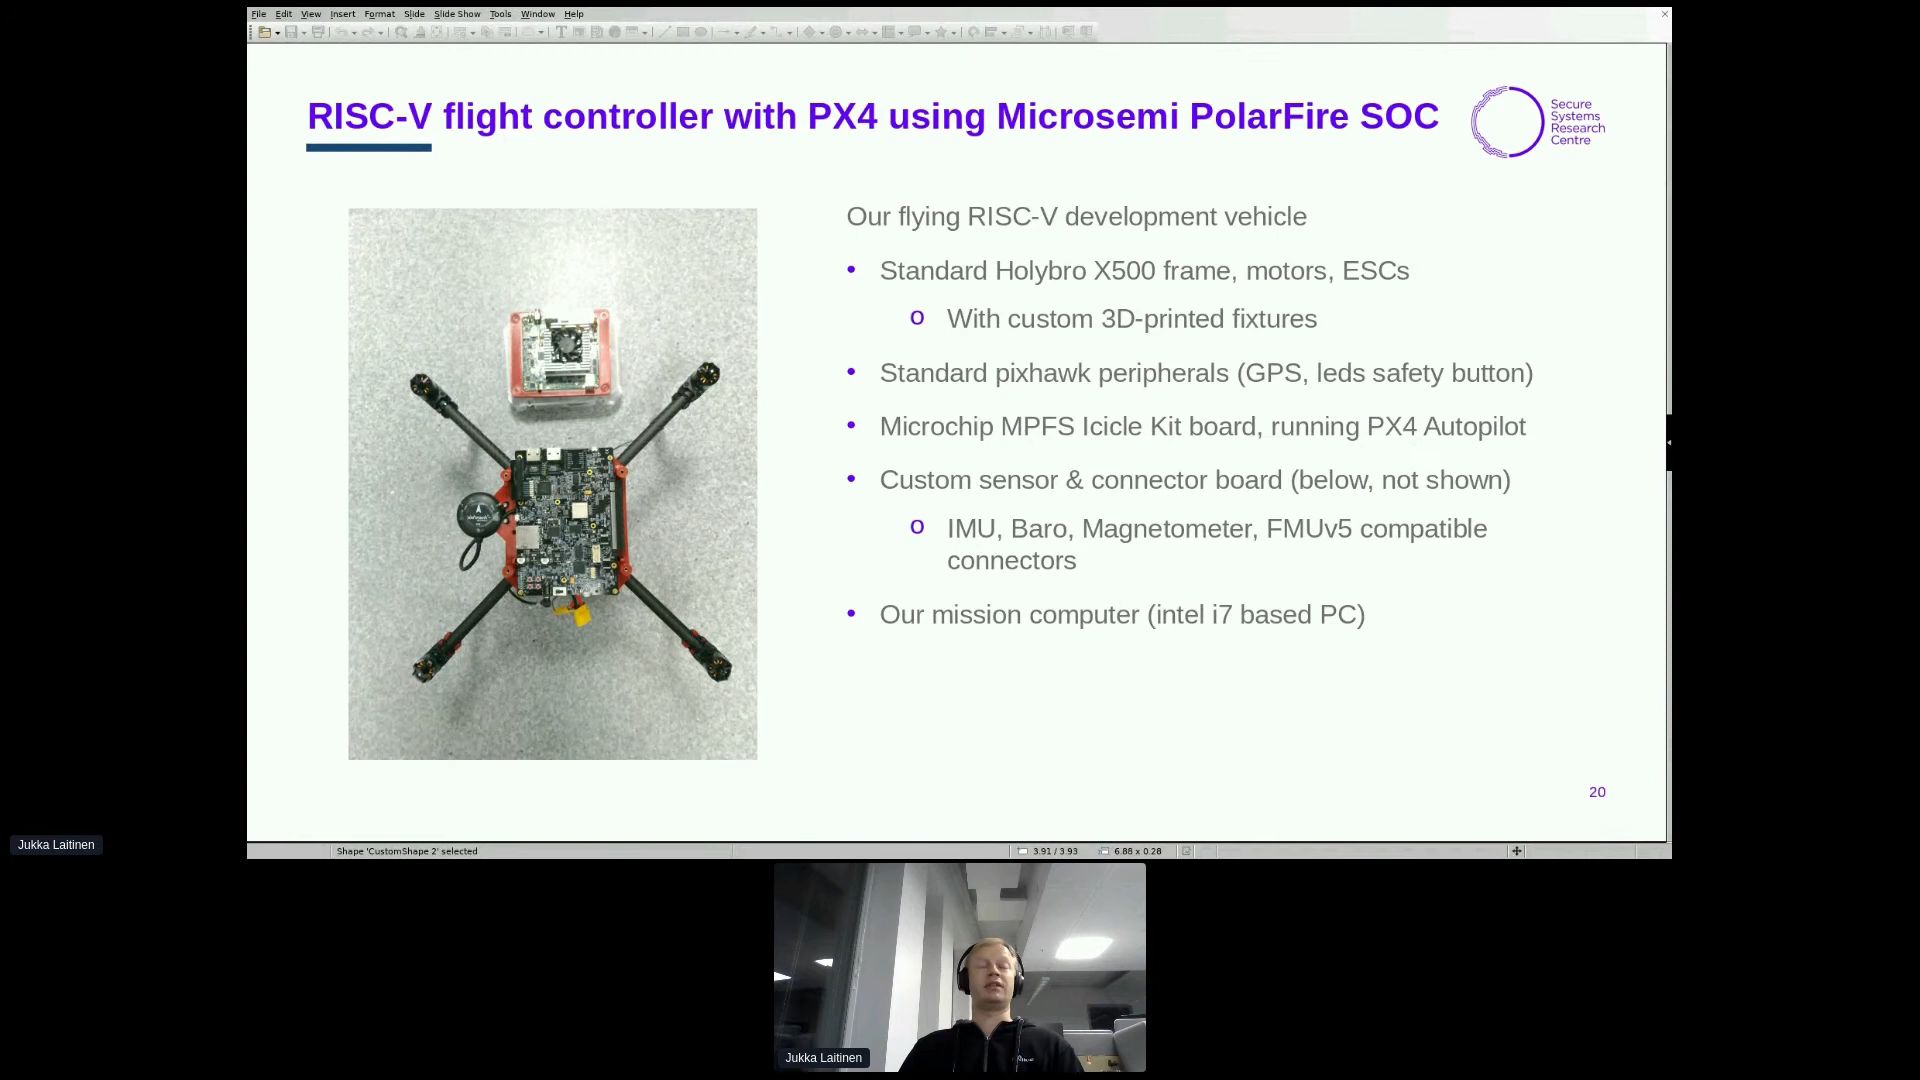 File Edit View Insert Format Slide Slide Show Tools Window Help
RISC-V flight controller with PX4 using Microsemi PolarFire SOC
Secure
Systems
Research
Centre
Our flying RISC-V development vehicle
• Standard Holybro X500 frame, motors, ESCs
o With custom 3D-printed fixtures
• Standard pixhawk peripherals (GPS, leds safety button)
• Microchip MPFS Icicle Kit board, running PX4 Autopilot
• Custom sensor & connector board (below, not shown)
o IMU, Baro, Magnetometer, FMUv5 compatible
connectors
• Our mission computer (intel i7 based PC)
20
Jukka Laitinen
Shape 'CustomShape 2' selected
3.91 / 3.93
6.88 x 0.28
Jukka Laitinen